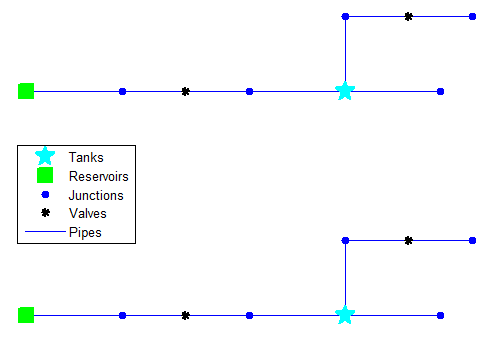 Tanks
Reservoirs
Junctions
Valves
Pipes